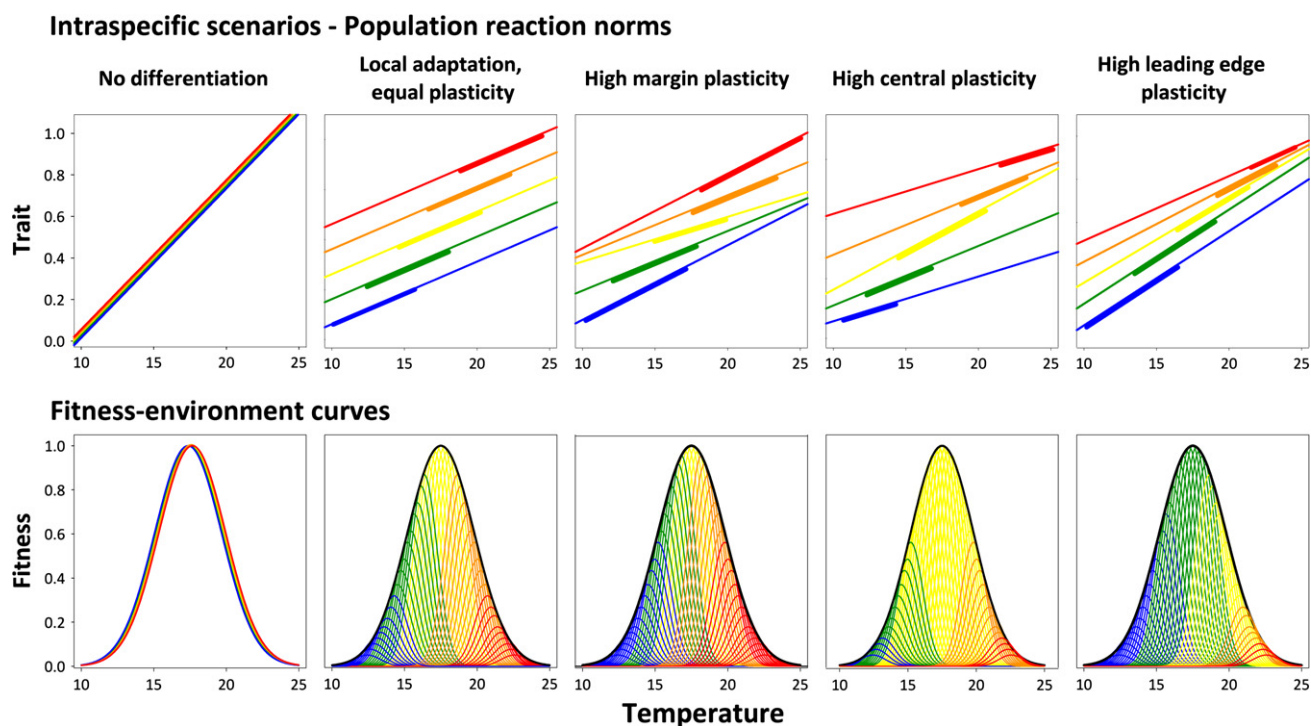 Intraspecific scenarios - Population reaction norms
No differentiation
Local adaptation,
equal plasticity
High margin plasticity
High central plasticity
High leading edge
plasticity
Trait
1.0
0.8
0.6
0.4
0.2
0.0
10 15 20 25
10 15 20 25
10 15 20 25
10 15 20 25
10 15 20 25
Fitness-environment curves
Fitness
1.0
0.8
0.6
0.4
0.2
0.0
10 15 20 25
10 15 20 25
10 15 20 25
10 15 20 25
10 15 20 25
Temperature